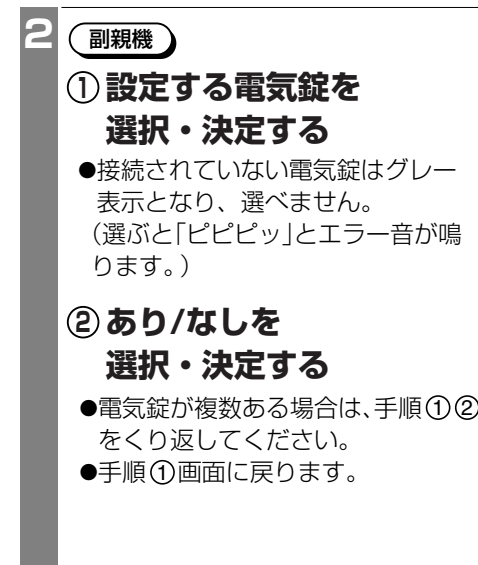 2 副親機
① 設定する電気錠を
選択・決定する
●接続されていない電気錠はグレー
表示となり、選べません。
（選ぶと「ピピピッ」とエラー音が鳴
ります。）
② あり/なしを
選択・決定する
●電気錠が複数ある場合は、手順①②
をくり返してください。
●手順①画面に戻ります。